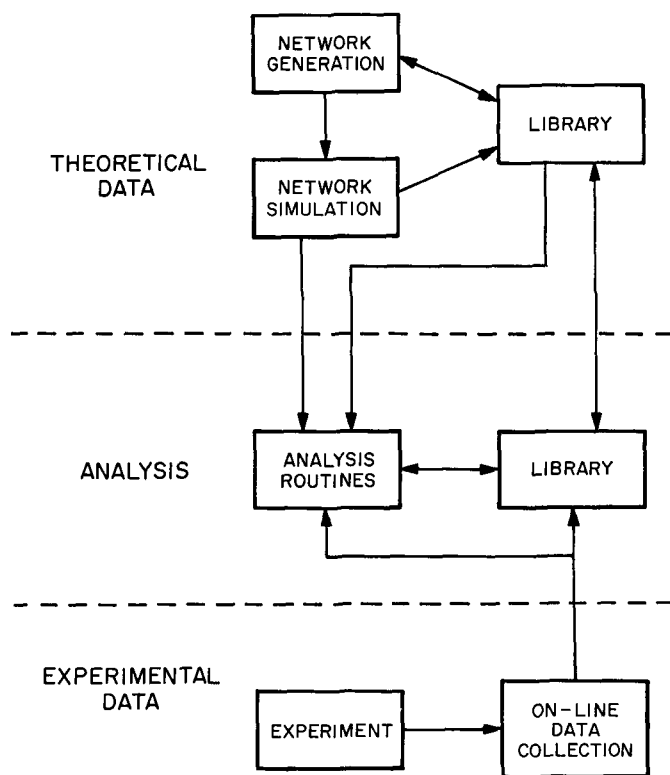 NETWORK
GENERATION
LIBRARY
THEORETICAL
DATA
NETWORK
SIMULATION
ANALYSIS
ANALYSIS
ROUTINES
LIBRARY
EXPERIMENTAL
DATA
EXPERIMENT
ON-LINE
DATA
COLLECTION